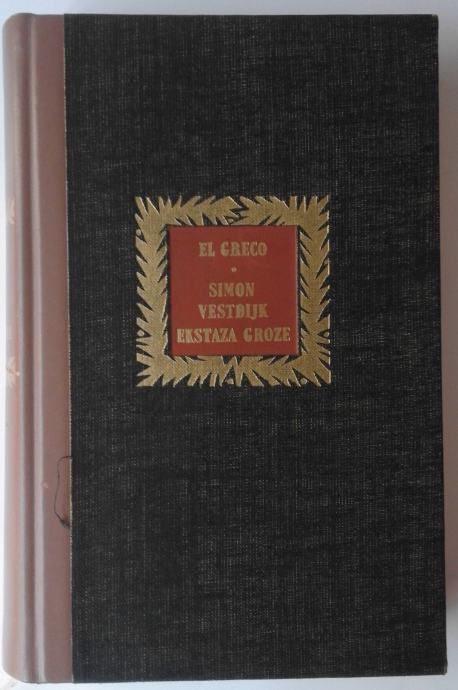 EL GRECO
•
SIMON
VESTDIJK
EKSTAZA GROZE